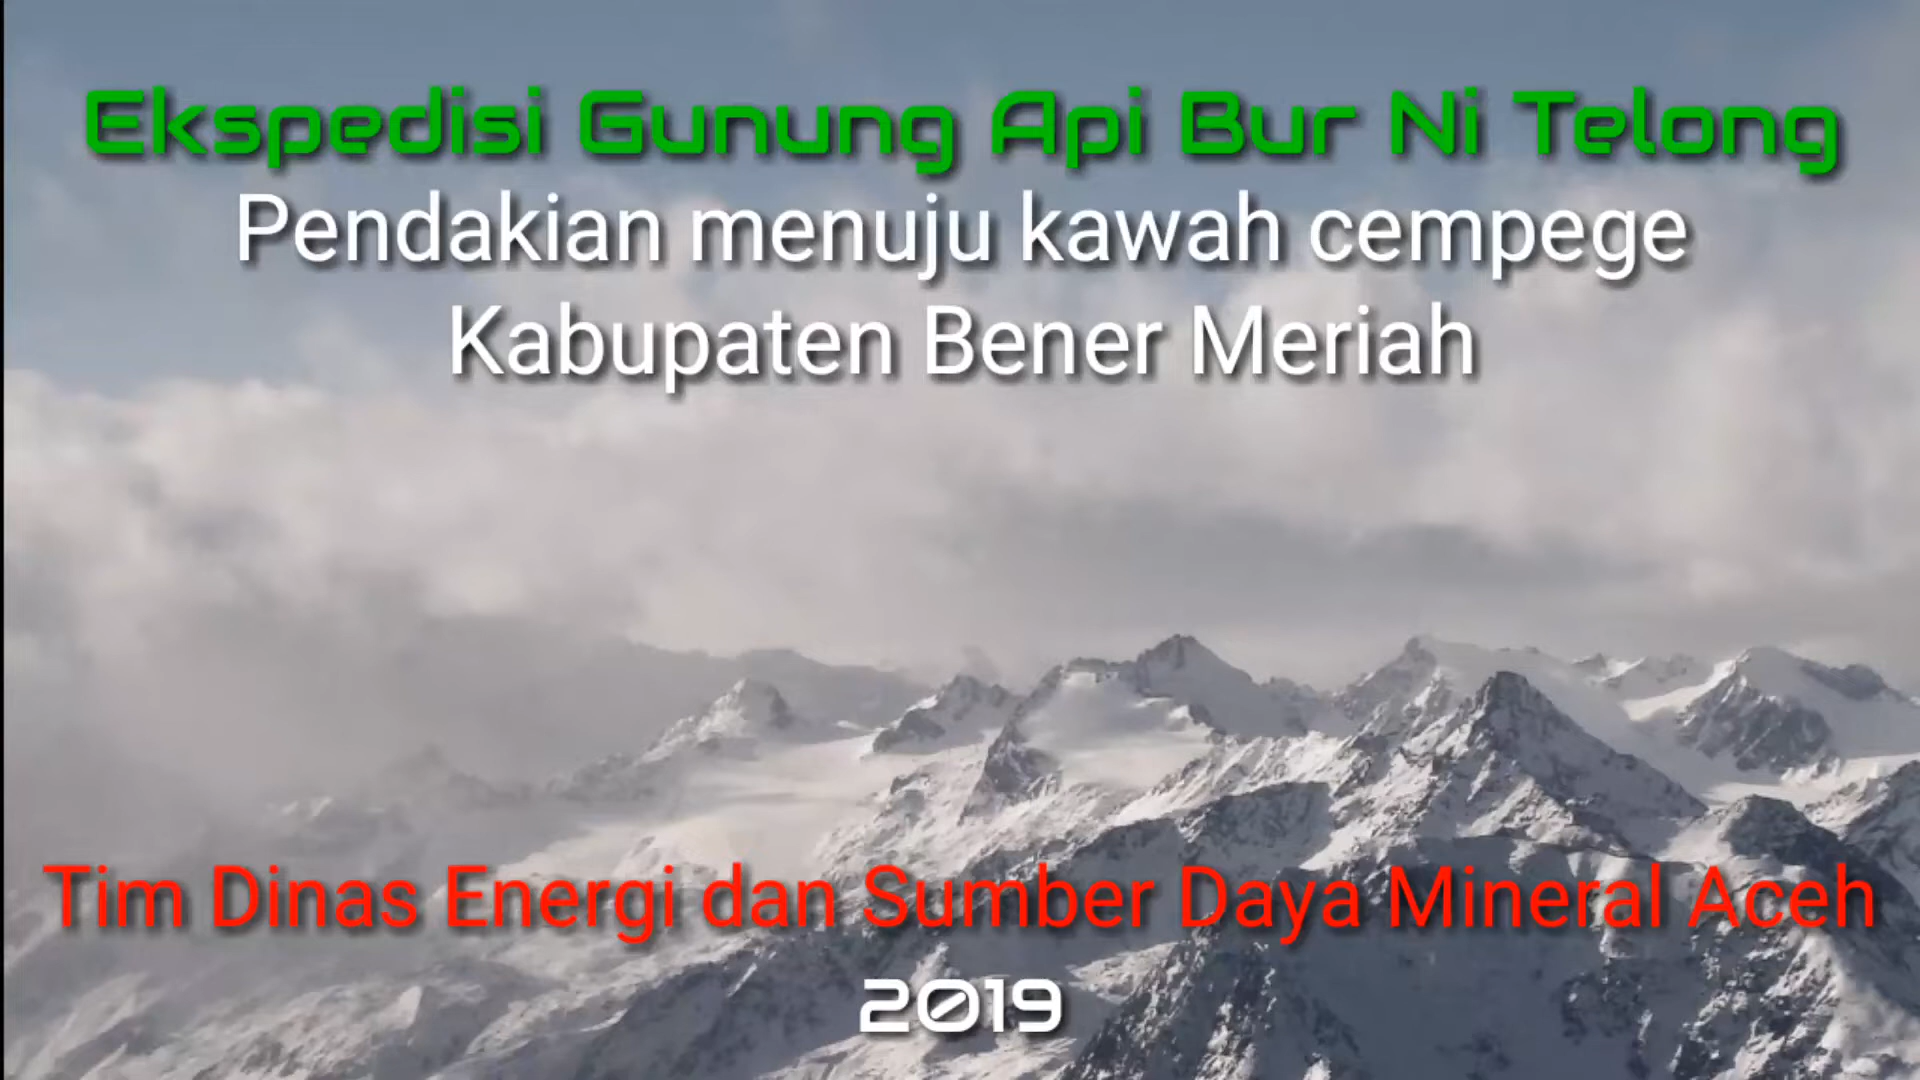 Ekspedisi Gunung Api Bur Ni Telong
Pendakian menuju kawah cempege
Kabupaten Bener Meriah
Tim Dinas Energi dan Sumber Daya Mineral Aceh
2019